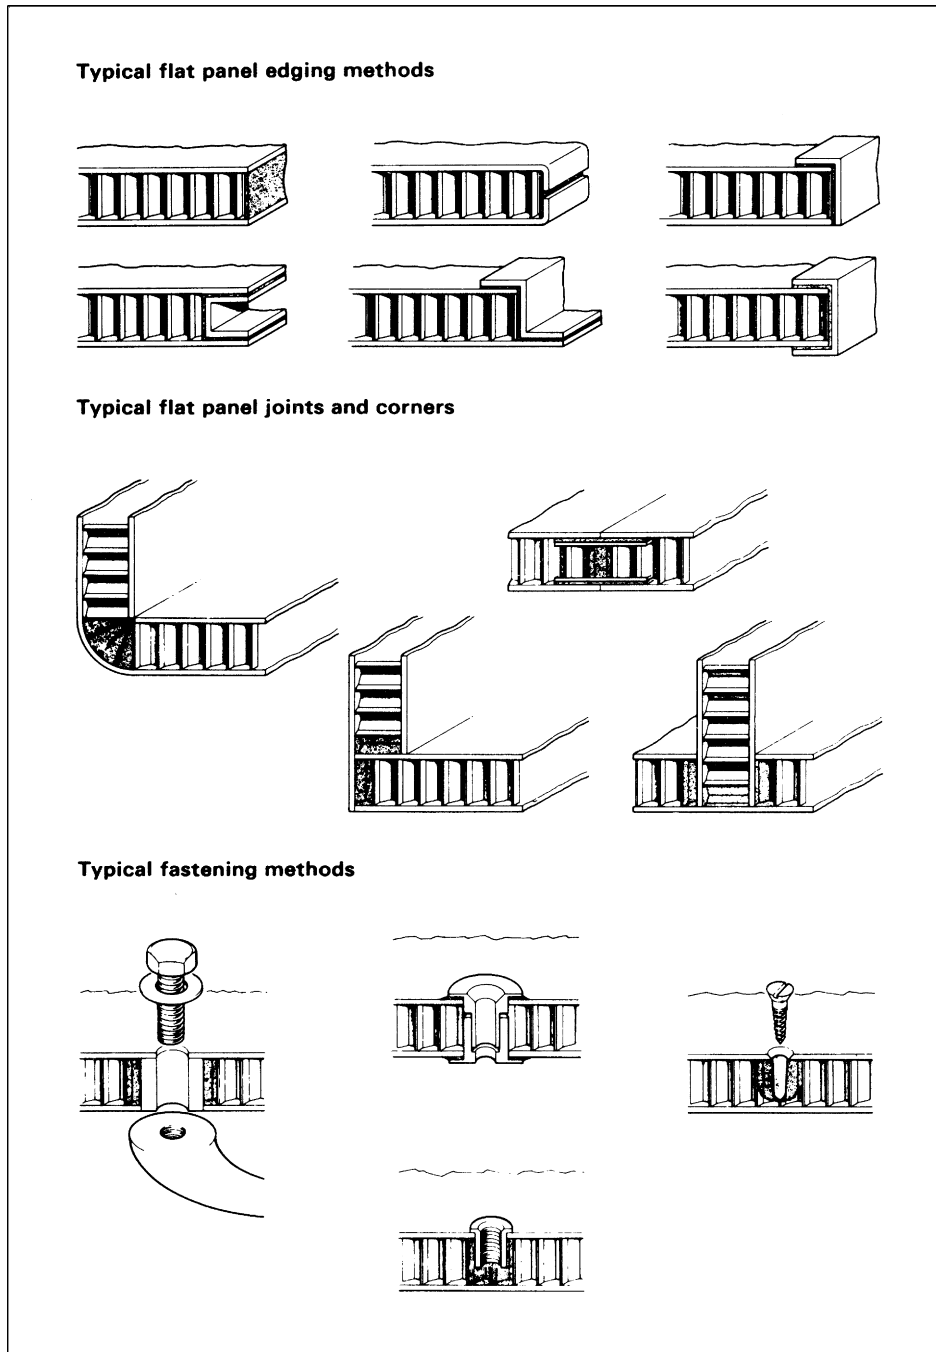 Typical flat panel edging methods
Typical flat panel joints and corners
Typical fastening methods